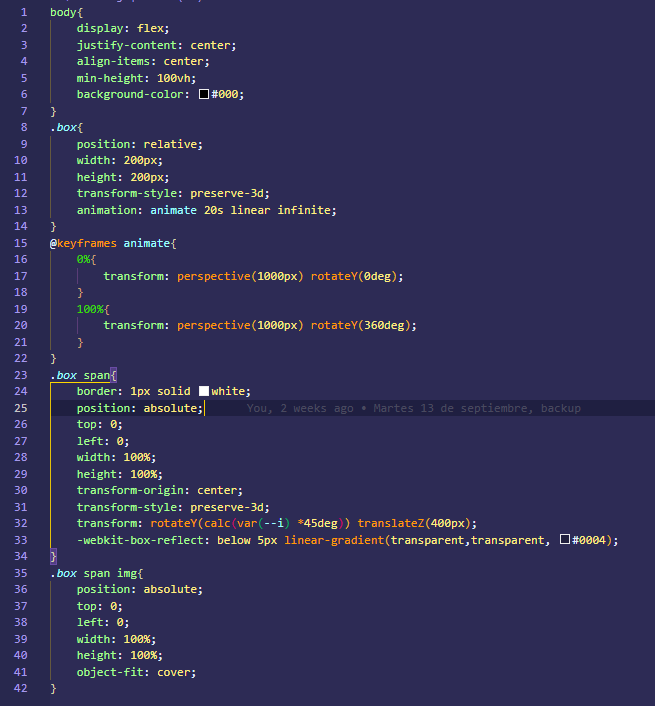 1 body{
2     display: flex;
3     justify-content: center;
4     align-items: center;
5     min-height: 100vh;
6     background-color: #000;
7 }
8 .box{
9     position: relative;
10     width: 200px;
11     height: 200px;
12     transform-style: preserve-3d;
13     animation: animate 20s linear infinite;
14 }
15 @keyframes animate{
16     0%{
17         transform: perspective(1000px) rotateY(0deg);
18     }
19     100%{
20         transform: perspective(1000px) rotateY(360deg);
21     }
22 }
23 .box span{
24     border: 1px solid white;
25     position: absolute;     You, 2 weeks ago • Martes 13 de septiembre, backup
26     top: 0;
27     left: 0;
28     width: 100%;
29     height: 100%;
30     transform-origin: center;
31     transform-style: preserve-3d;
32     transform: rotateY(calc(var(--i) *45deg)) translateZ(400px);
33     -webkit-box-reflect: below 5px linear-gradient(transparent,transparent, #0004);
34 }
35 .box span img{
36     position: absolute;
37     top: 0;
38     left: 0;
39     width: 100%;
40     height: 100%;
41     object-fit: cover;
42 }